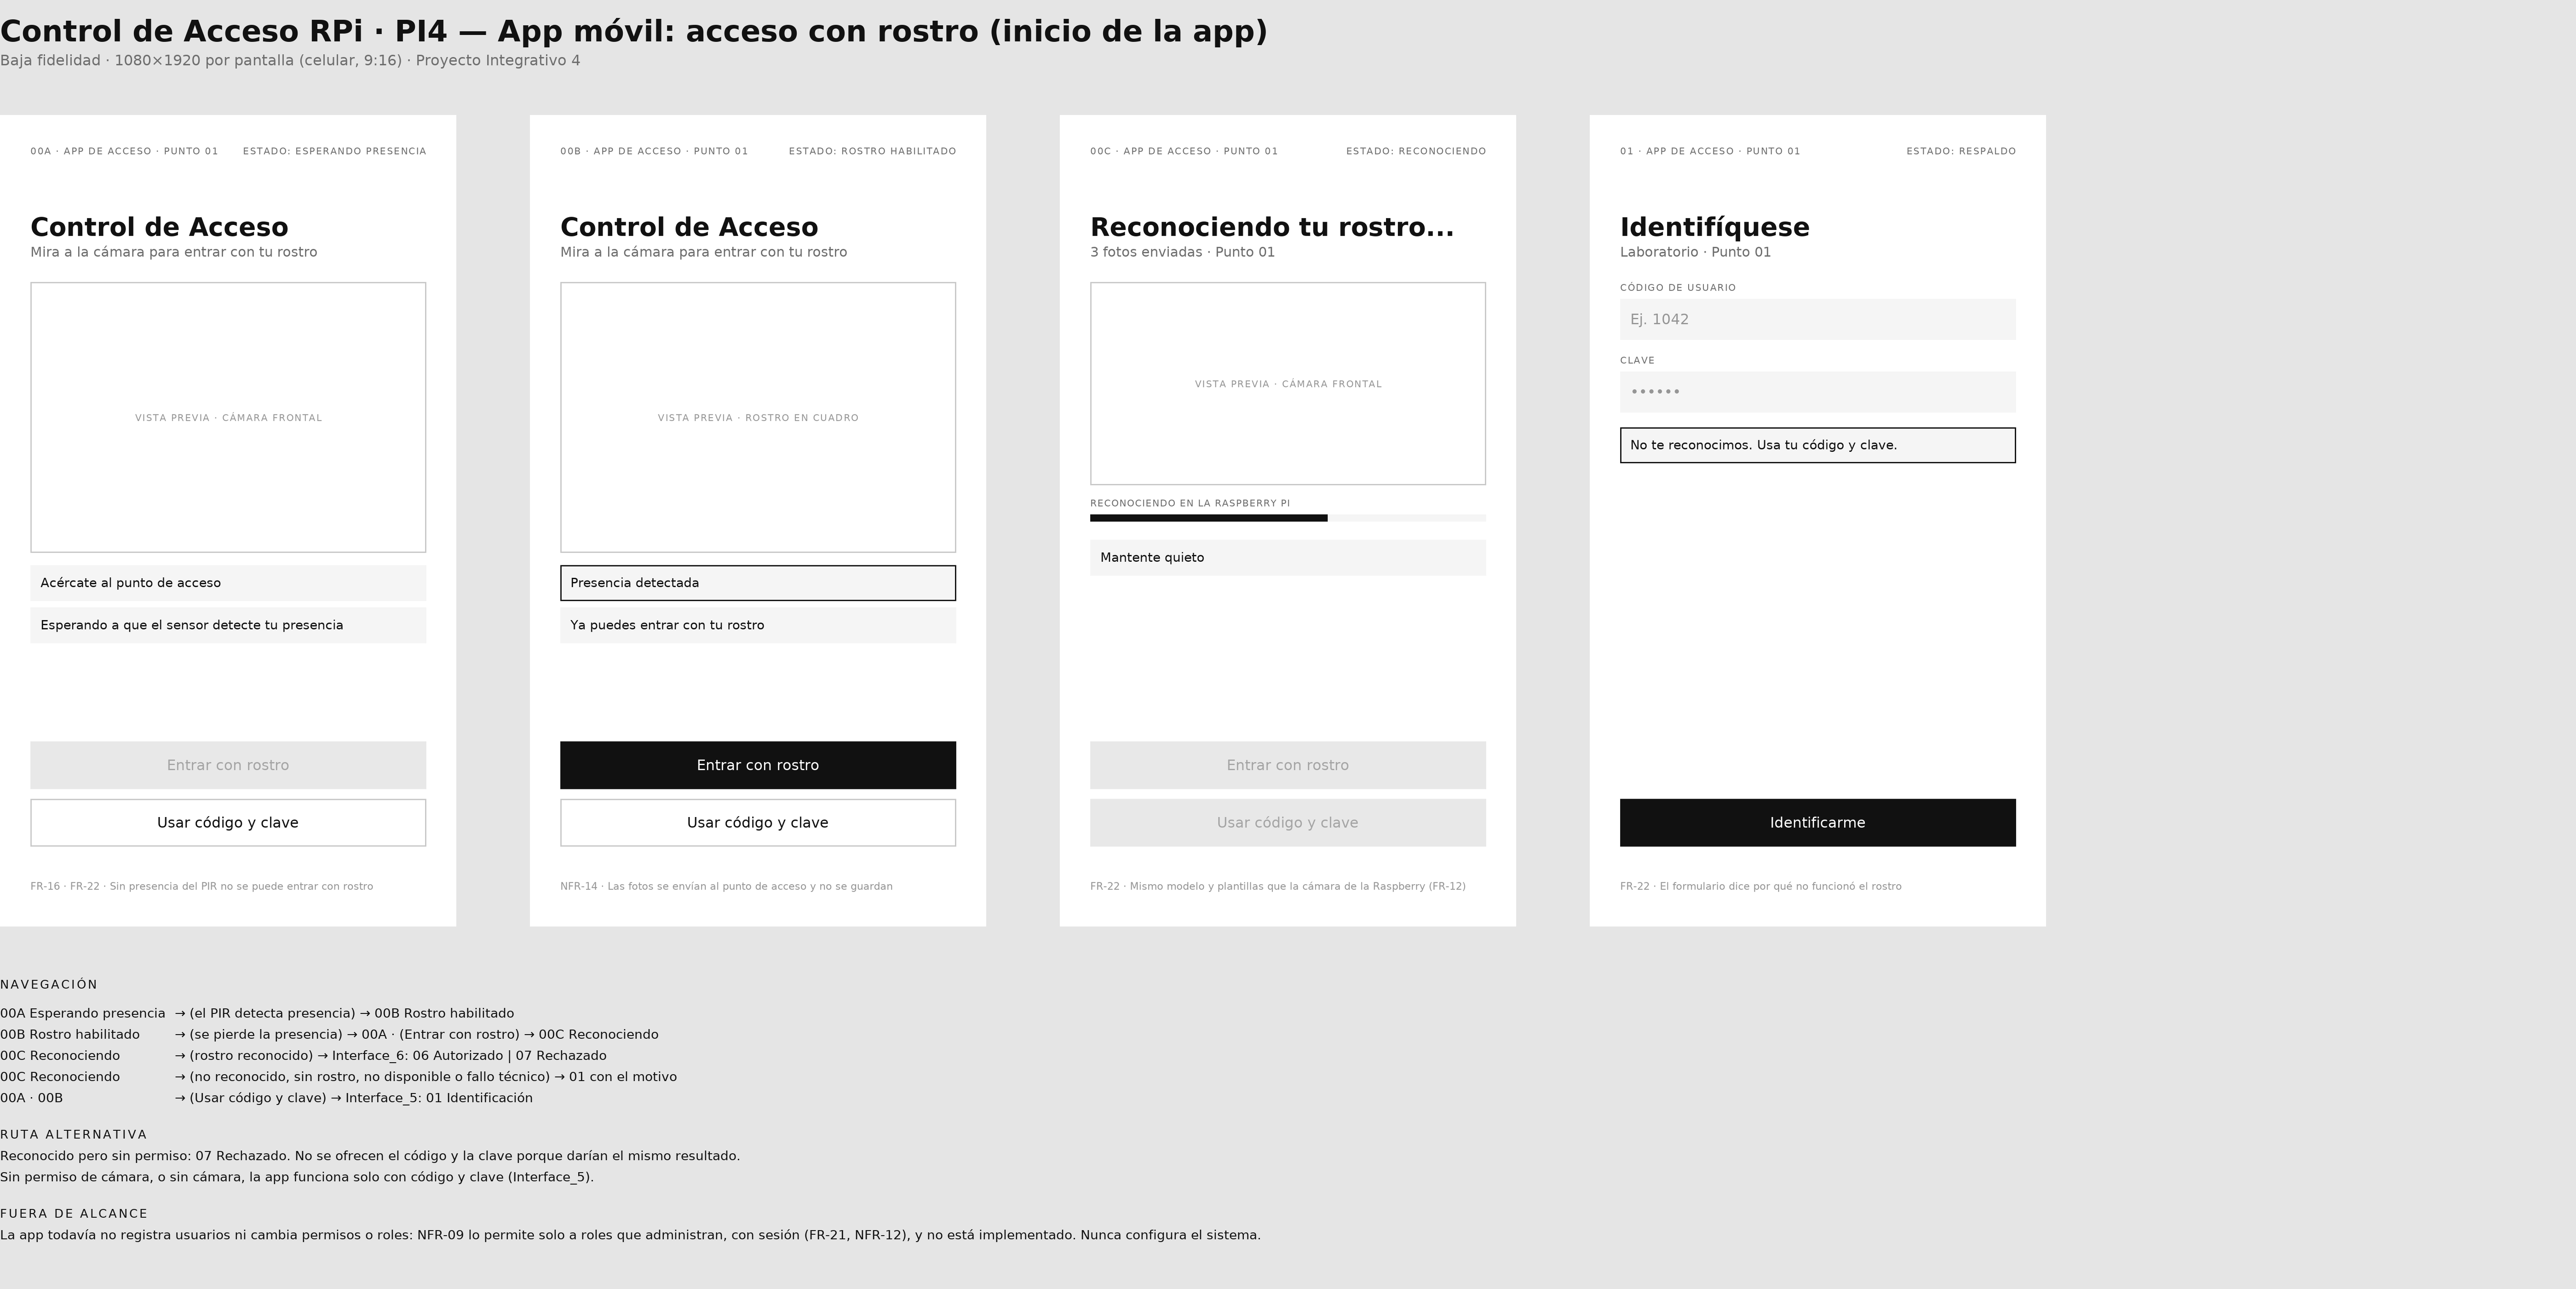 Control de Acceso RPi · PI4 — App móvil: acceso con rostro (inicio de la app)
Baja fidelidad · 1080×1920 por pantalla (celular, 9:16) · Proyecto Integrativo 4
00A · APP DE ACCESO · PUNTO 01
ESTADO: ESPERANDO PRESENCIA
Control de Acceso
Mira a la cámara para entrar con tu rostro
VISTA PREVIA · CÁMARA FRONTAL
Acércate al punto de acceso
Esperando a que el sensor detecte tu presencia
Entrar con rostro
Usar código y clave
FR-16 · FR-22 · Sin presencia del PIR no se puede entrar con rostro
00B · APP DE ACCESO · PUNTO 01
ESTADO: ROSTRO HABILITADO
Control de Acceso
Mira a la cámara para entrar con tu rostro
VISTA PREVIA · ROSTRO EN CUADRO
Presencia detectada
Ya puedes entrar con tu rostro
Entrar con rostro
Usar código y clave
NFR-14 · Las fotos se envían al punto de acceso y no se guardan
00C · APP DE ACCESO · PUNTO 01
ESTADO: RECONOCIENDO
Reconociendo tu rostro...
3 fotos enviadas · Punto 01
VISTA PREVIA · CÁMARA FRONTAL
RECONOCIENDO EN LA RASPBERRY PI
Mantente quieto
Entrar con rostro
Usar código y clave
FR-22 · Mismo modelo y plantillas que la cámara de la Raspberry (FR-12)
01 · APP DE ACCESO · PUNTO 01
ESTADO: RESPALDO
Identifíquese
Laboratorio · Punto 01
CÓDIGO DE USUARIO
Ej. 1042
CLAVE
••••••
No te reconocimos. Usa tu código y clave.
Identificarme
FR-22 · El formulario dice por qué no funcionó el rostro
NAVEGACIÓN
00A Esperando presencia → (el PIR detecta presencia) → 00B Rostro habilitado
00B Rostro habilitado → (se pierde la presencia) → 00A · (Entrar con rostro) → 00C Reconociendo
00C Reconociendo → (rostro reconocido) → Interface_6: 06 Autorizado | 07 Rechazado
00C Reconociendo → (no reconocido, sin rostro, no disponible o fallo técnico) → 01 con el motivo
00A · 00B → (Usar código y clave) → Interface_5: 01 Identificación
RUTA ALTERNATIVA
Reconocido pero sin permiso: 07 Rechazado. No se ofrecen el código y la clave porque darían el mismo resultado.
Sin permiso de cámara, o sin cámara, la app funciona solo con código y clave (Interface_5).
FUERA DE ALCANCE
La app todavía no registra usuarios ni cambia permisos o roles: NFR-09 lo permite solo a roles que administran, con sesión (FR-21, NFR-12), y no está implementado. Nunca configura el sistema.